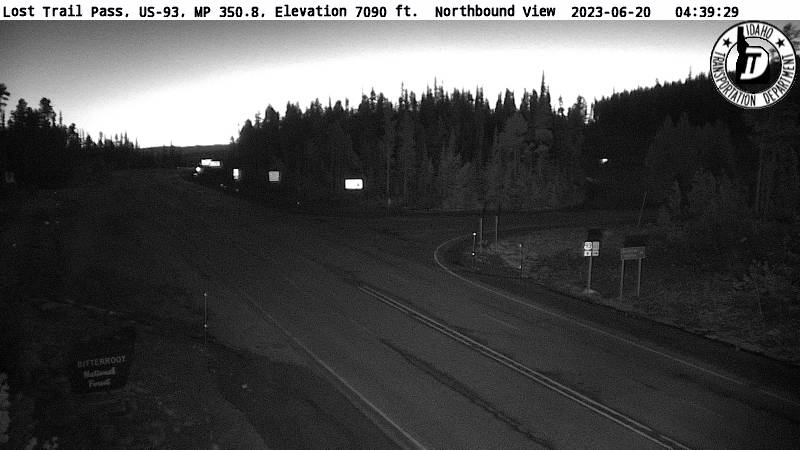 Lost Trail Pass, US-93, MP 350.8, Elevation 7090 ft. Northbound View 2023-06-20 04:39:29
IDAHO
TRANSPORTATION DEPARTMENT
BITTERROOT
National
Forest